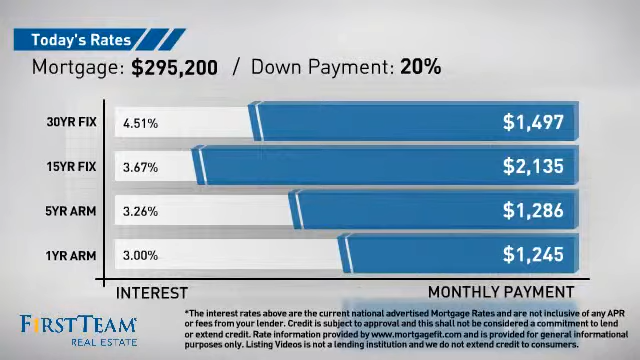 Today's Rates
Mortgage: $295,200 / Down Payment: 20%
30YR FIX 4.51% $1,497
15YR FIX 3.67% $2,135
5YR ARM 3.26% $1,286
1YR ARM 3.00% $1,245
INTEREST MONTHLY PAYMENT
FIRSTTEAM®
REAL ESTATE
*The interest rates above are the current national advertised Mortgage Rates and are not inclusive of any APR
or fees from your lender. Credit is subject to approval and this shall not be considered a commitment to lend
or extend credit. Rate information provided by www.mortgagefit.com and is provided for general informational
purposes only. Listing Videos is not a lending institution and we do not extend credit to consumers.